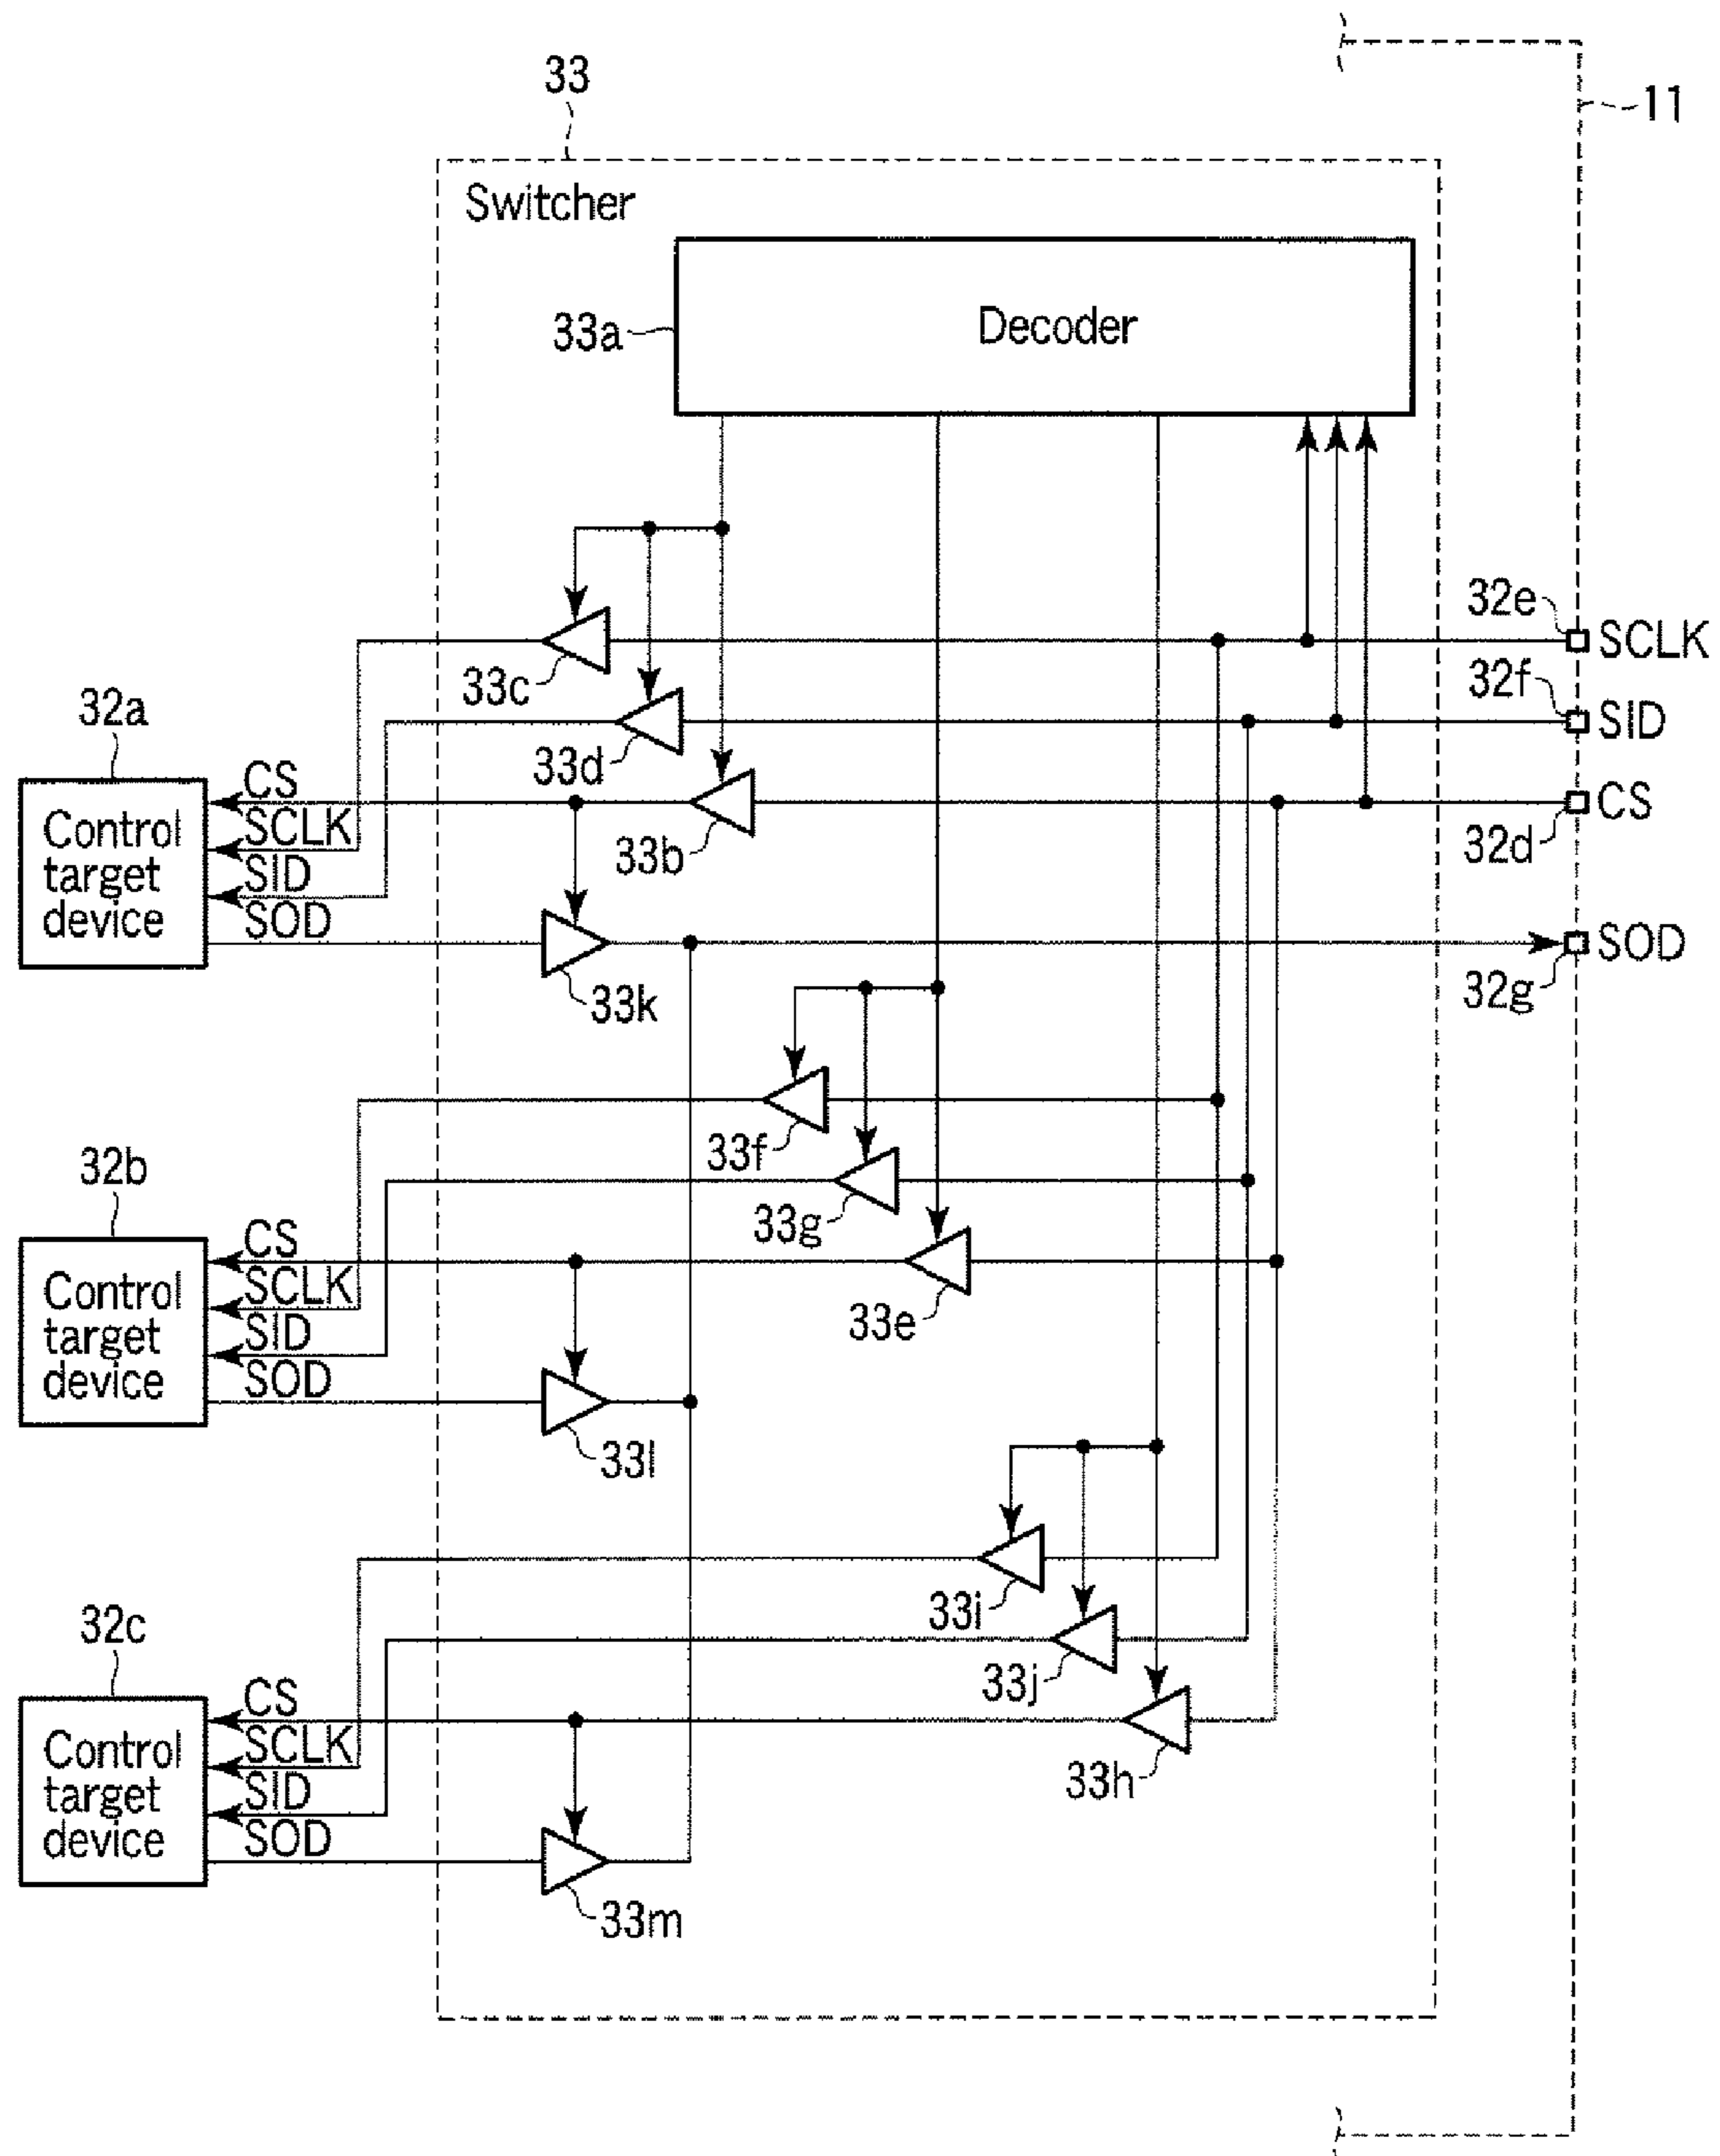 33
11
Switcher
33a
Decoder
32e
SCLK
33c
32f
SID
32a
33d
CS
32d
Control
target
device
CS
SCLK
SID
SOD
33b
SOD
32g
33k
33f
32b
33g
Control
target
device
CS
SCLK
SID
SOD
33e
33l
33i
32c
33j
Control
target
device
CS
SCLK
SID
SOD
33h
33m